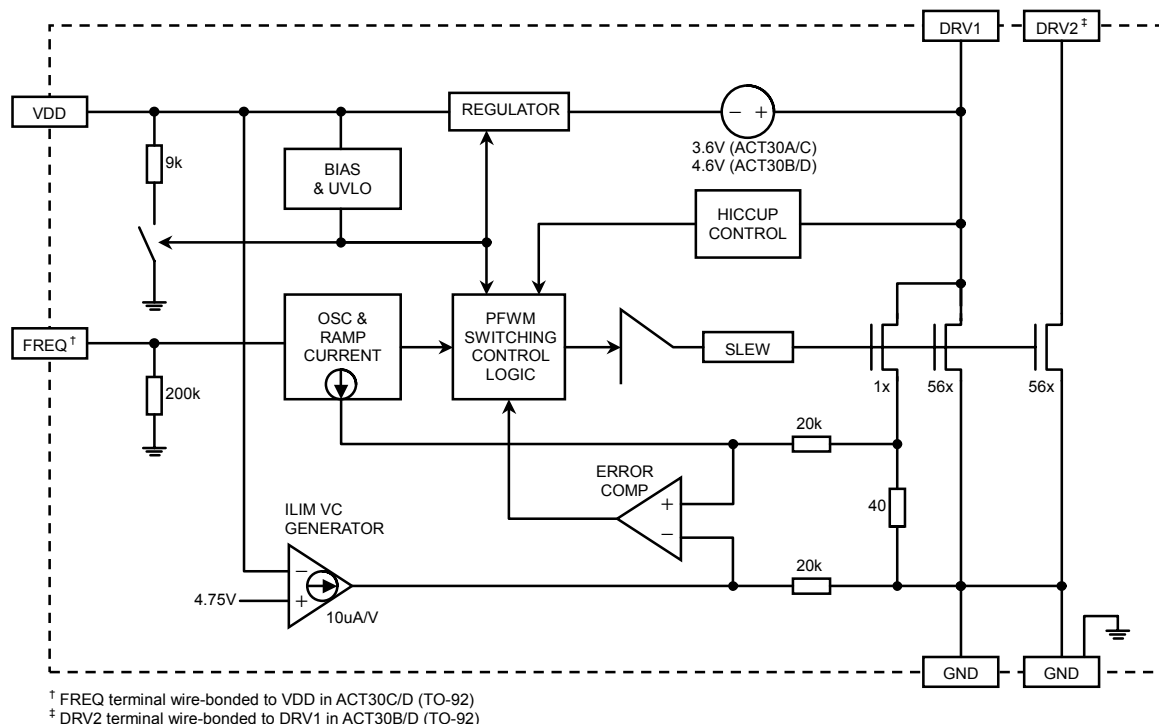 DRV1
DRV2‡
VDD
REGULATOR
− +
3.6V (ACT30A/C)
4.6V (ACT30B/D)
9k
BIAS
& UVLO
HICCUP
CONTROL
FREQ†
OSC &
RAMP
CURRENT
PFWM
SWITCHING
CONTROL
LOGIC
SLEW
200k
1x
56x
56x
20k
ERROR
COMP
+
−
40
ILIM VC
GENERATOR
20k
−
4.75V
+
10uA/V
GND
GND
† FREQ terminal wire-bonded to VDD in ACT30C/D (TO-92)
‡ DRV2 terminal wire-bonded to DRV1 in ACT30B/D (TO-92)